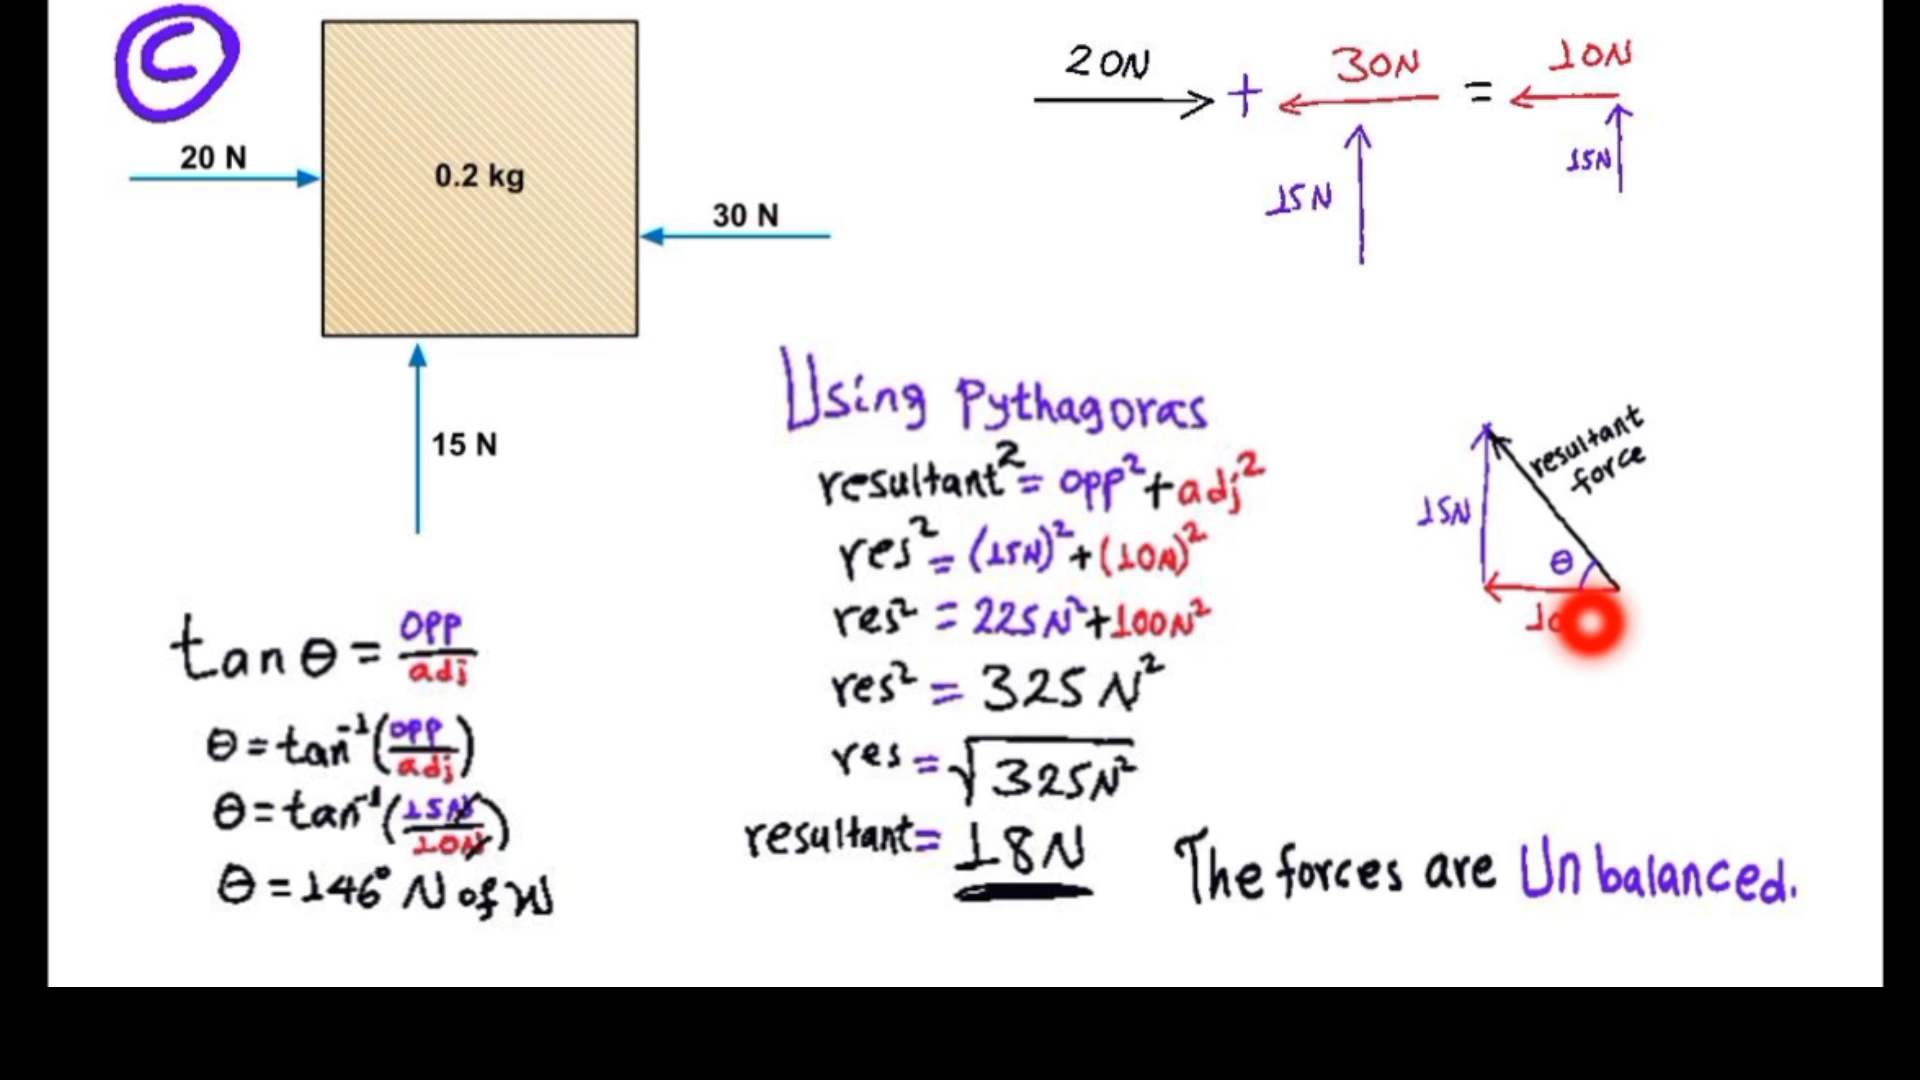 C
20 N
0.2 kg
30 N
15 N
20N + 30N = 10N
15N
15N
Using Pythagoras
resultant² = opp² + adj²
res² = (15N)² + (10N)²
res² = 225N² + 100N²
res² = 325 N²
res = √325N²
resultant = 18N
resultant force
15N
θ
tan θ = opp/adj
θ = tan⁻¹(opp/adj)
θ = tan⁻¹(15N/10N)
θ = 146° N of W
The forces are Unbalanced.